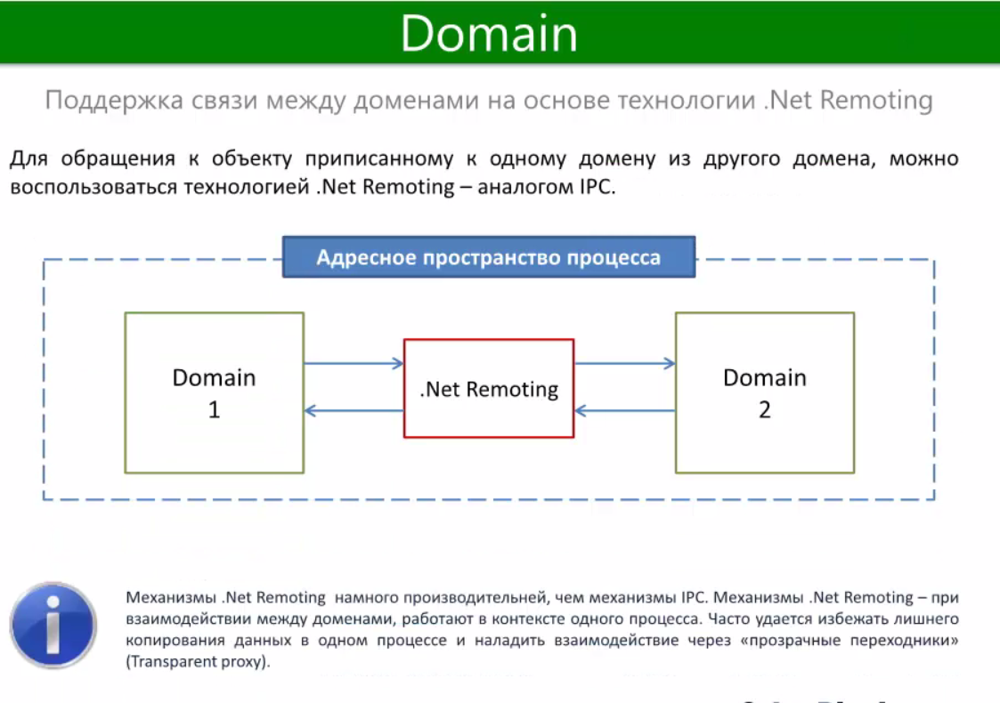 Domain
Поддержка связи между доменами на основе технологии .Net Remoting
Для обращения к объекту приписанному к одному домену из другого домена, можно
воспользоваться технологией .Net Remoting – аналогом IPC.
Адресное пространство процесса
Domain
1
.Net Remoting
Domain
2
Механизмы .Net Remoting намного производительней, чем механизмы IPC. Механизмы .Net Remoting – при
взаимодействии между доменами, работают в контексте одного процесса. Часто удается избежать лишнего
копирования данных в одном процессе и наладить взаимодействие через «прозрачные переходники»
(Transparent proxy).